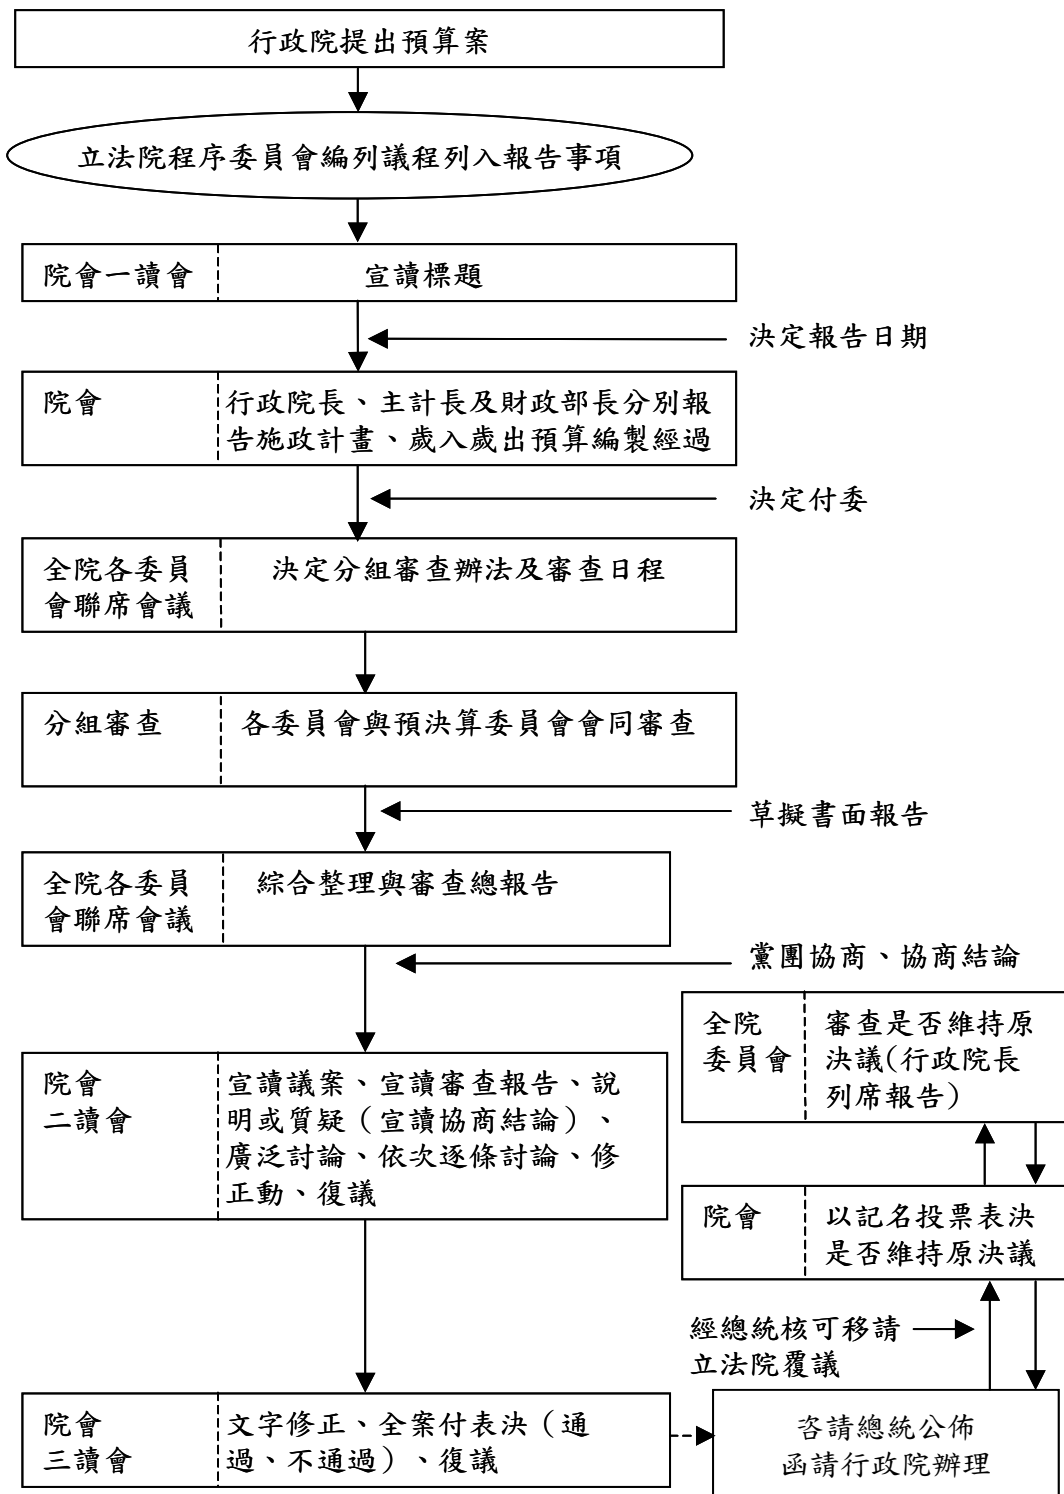 行政院提出預算案
立法院程序委員會編列議程列入報告事項
院會一讀會
宣讀標題
決定報告日期
院會
行政院長、主計長及財政部長分別報
告施政計畫、歲入歲出預算編製經過
決定付委
全院各委員
會聯席會議
決定分組審查辦法及審查日程
分組審查
各委員會與預決算委員會會同審查
草擬書面報告
全院各委員
會聯席會議
綜合整理與審查總報告
黨團協商、協商結論
院會
二讀會
宣讀議案、宣讀審查報告、說
明或質疑（宣讀協商結論）、
廣泛討論、依次逐條討論、修
正動、復議
全院
委員會
審查是否維持原
決議(行政院長
列席報告)
院會
以記名投票表決
是否維持原決議
經總統核可移請
立法院覆議
院會
三讀會
文字修正、全案付表決（通
過、不通過）、復議
咨請總統公佈
函請行政院辦理